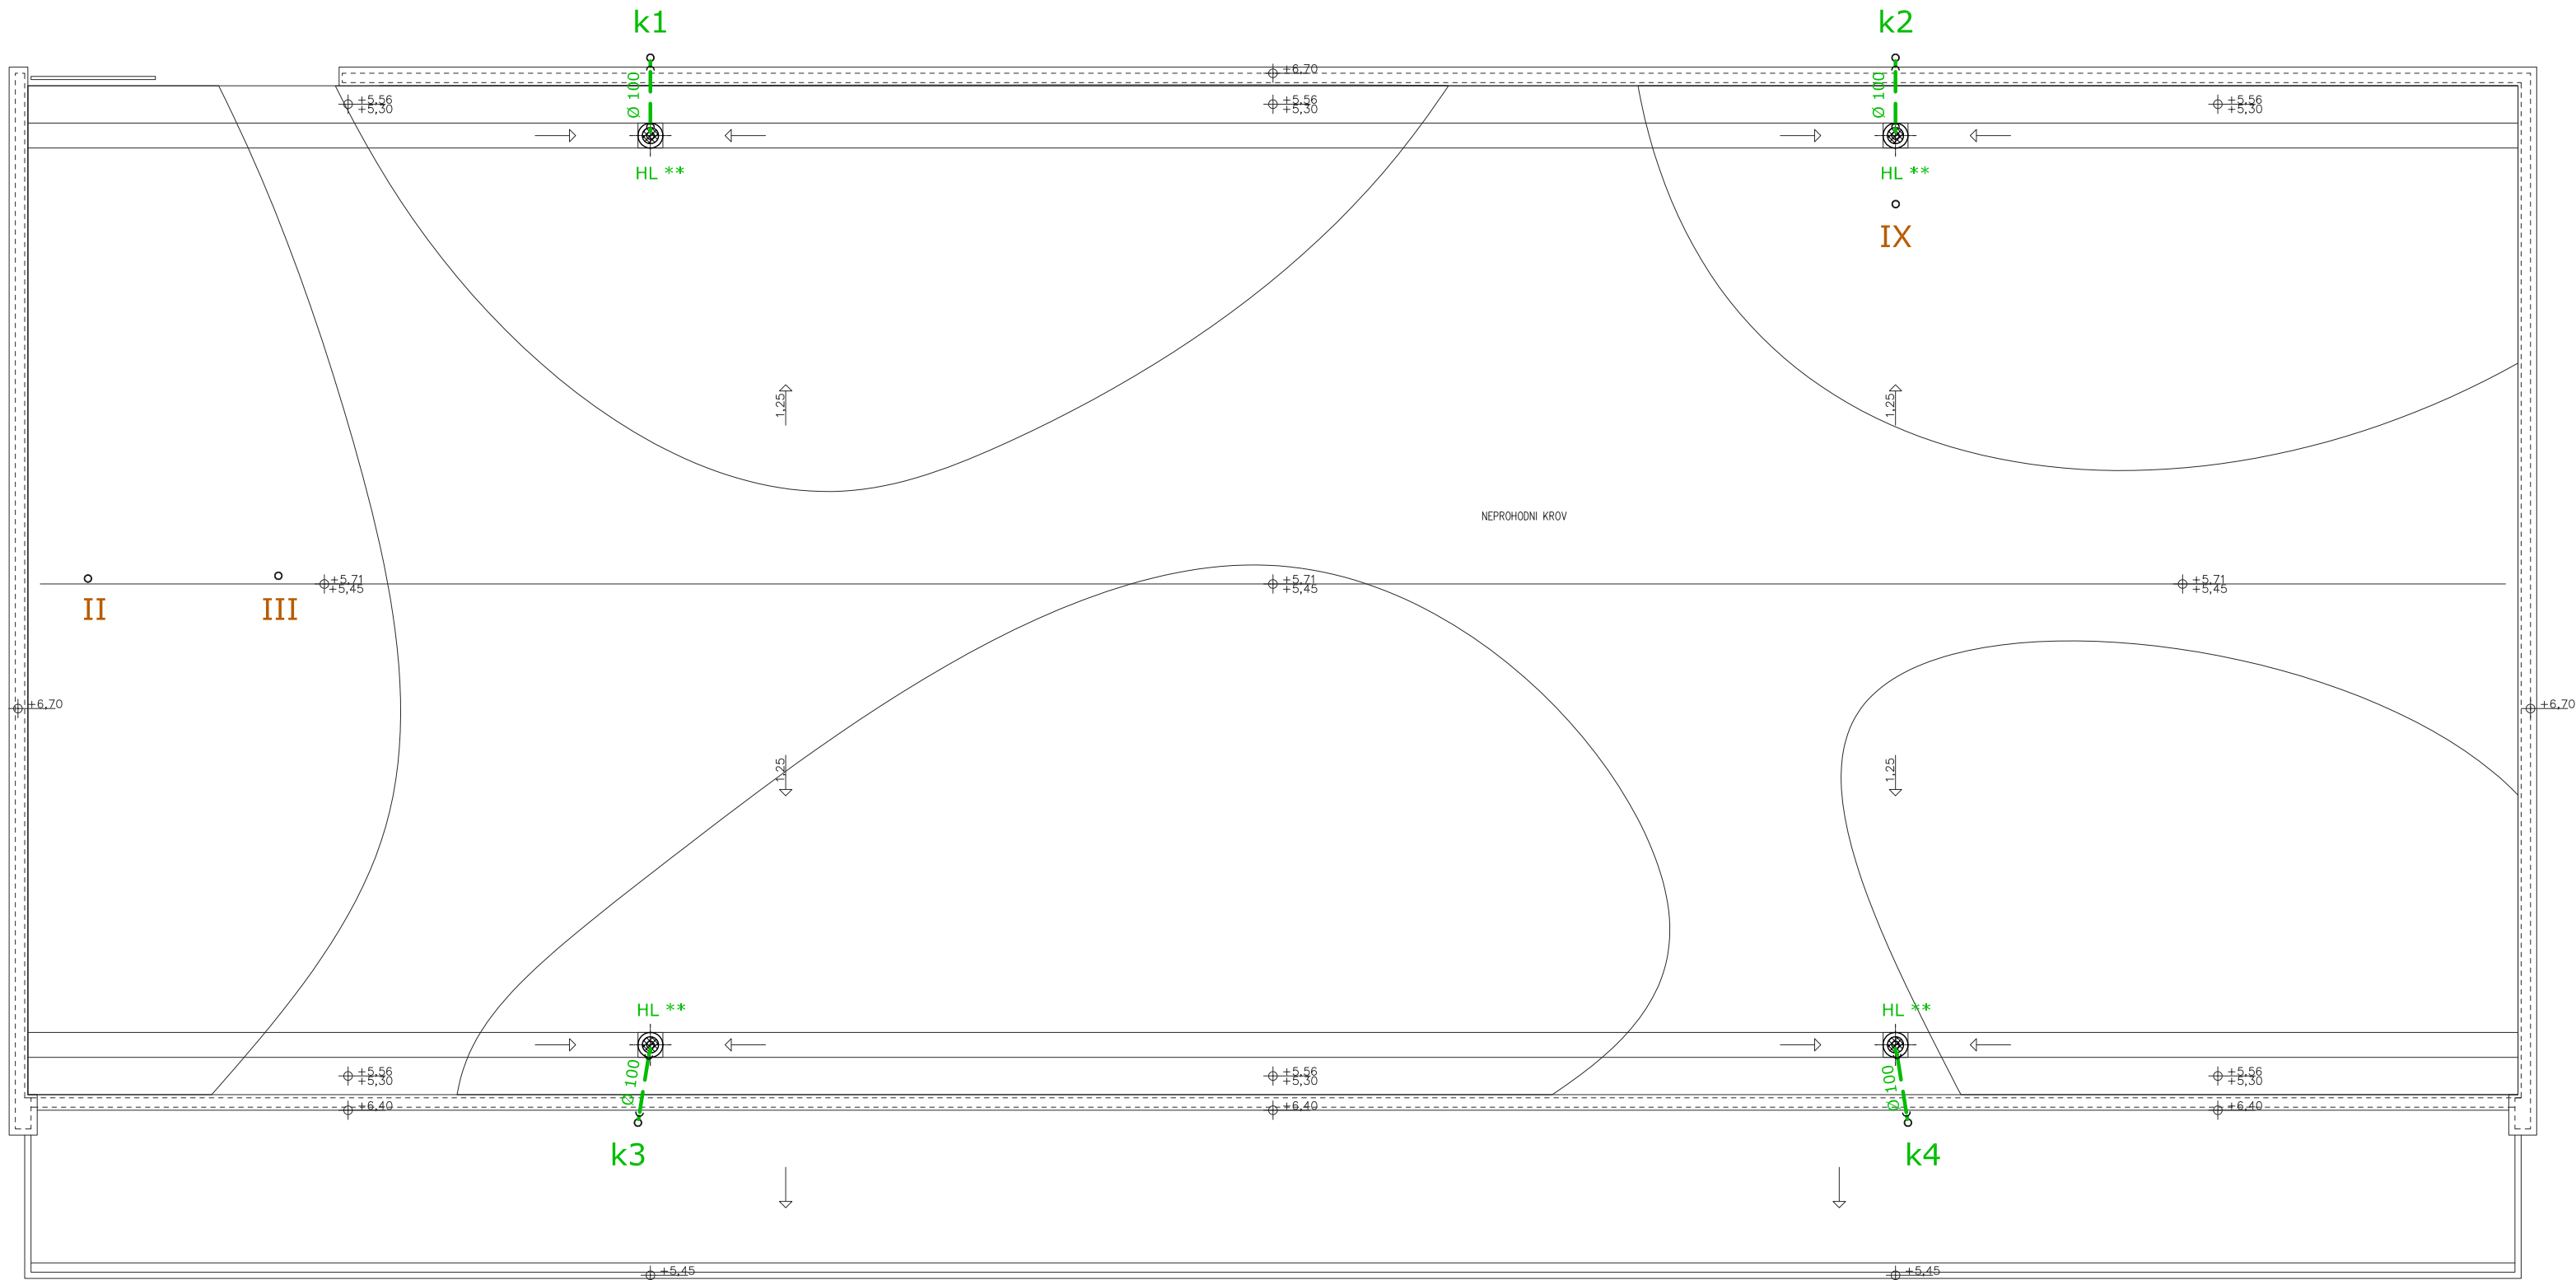 k1
k2
+6,70
Ø 100
Ø 100
+5,56
+5,30
+5,56
+5,30
+5,56
+5,30
HL **
HL **
IX
1,25
1,25
NEPROHODNI KROV
II
III
+5,71
+5,45
+5,71
+5,45
+5,71
+5,45
+6,70
+6,70
1,25
1,25
HL **
HL **
Ø 100
Ø 100
+5,56
+5,30
+5,56
+5,30
+5,56
+5,30
+6,40
+6,40
+6,40
k3
k4
+5,45
+5,45